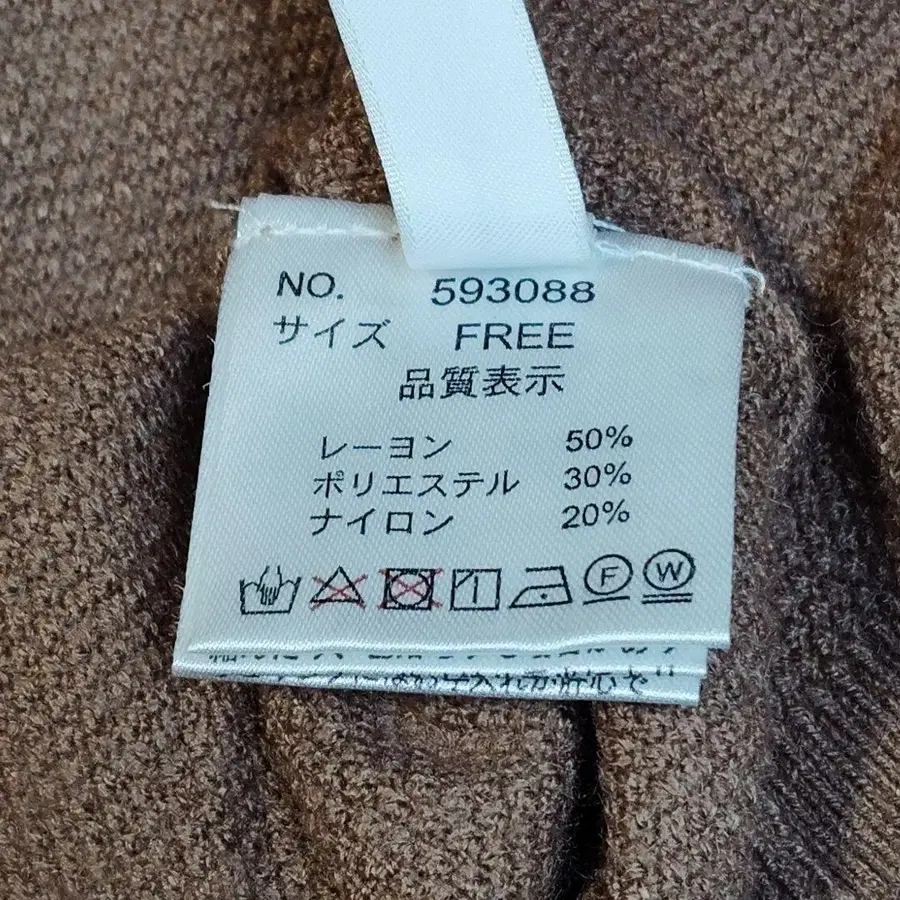 NO. 593088
サイズ FREE
品質表示
レーヨン 50%
ポリエステル 30%
ナイロン 20%
F W